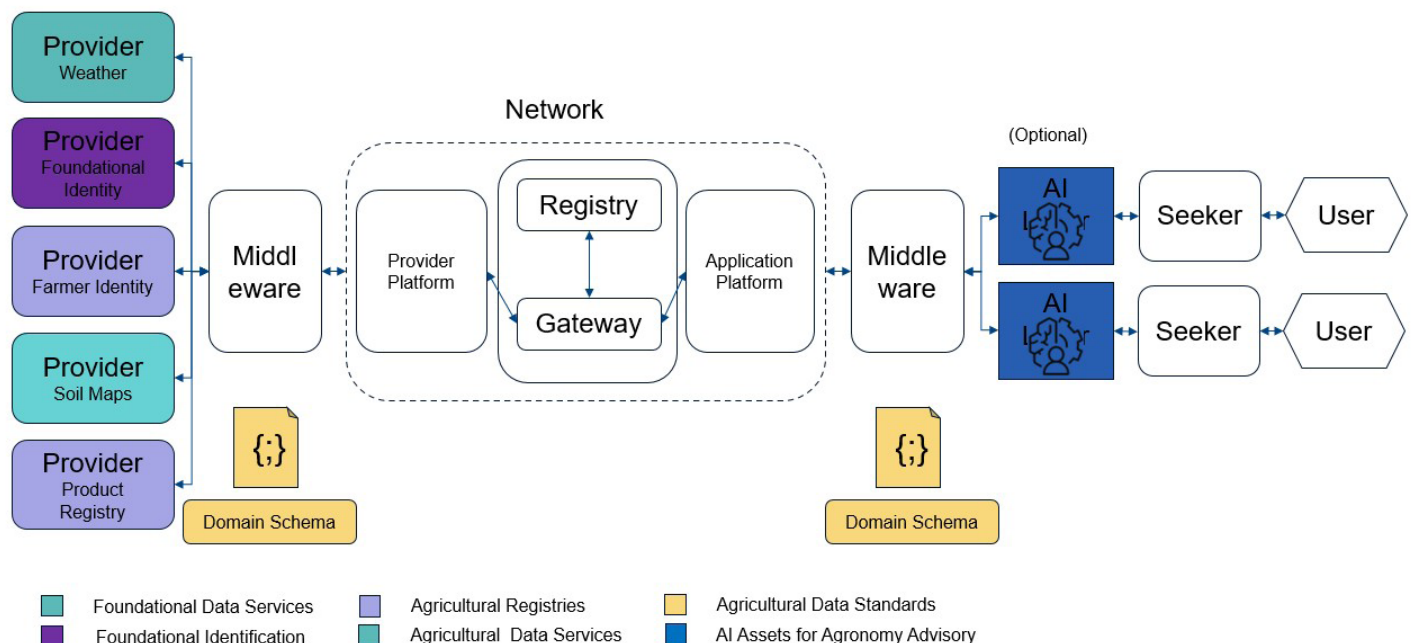 Provider
Weather
Provider
Foundational
Identity
Provider
Farmer Identity
Provider
Soil Maps
Provider
Product
Registry
Middl
eware
{;}
Domain Schema
Network
Provider
Platform
Registry
Gateway
Application
Platform
Middle
ware
{;}
Domain Schema
(Optional)
AI
Seeker
User
AI
Seeker
User
Foundational Data Services
Agricultural Registries
Agricultural Data Standards
Foundational Identification
Agricultural Data Services
AI Assets for Agronomy Advisory